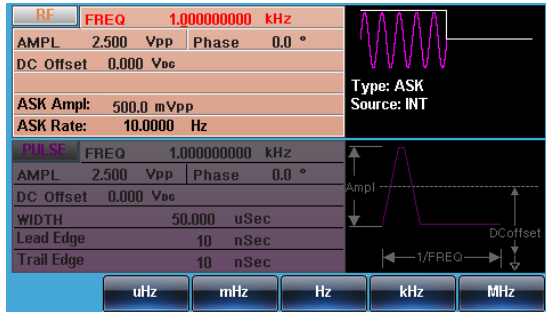 RF FREQ 1.000000000 kHz
AMPL 2.500 Vpp Phase 0.0 °
DC Offset 0.000 VDC
ASK Ampl: 500.0 mVpp
ASK Rate: 10.0000 Hz
Type: ASK
Source: INT
PULSE FREQ 1.000000000 kHz
AMPL 2.500 Vpp Phase 0.0 °
DC Offset 0.000 VDC
WIDTH 50.000 uSec
Lead Edge 10 nSec
Trail Edge 10 nSec
Ampl
DCoffset
1/FREQ
uHz mHz Hz kHz MHz